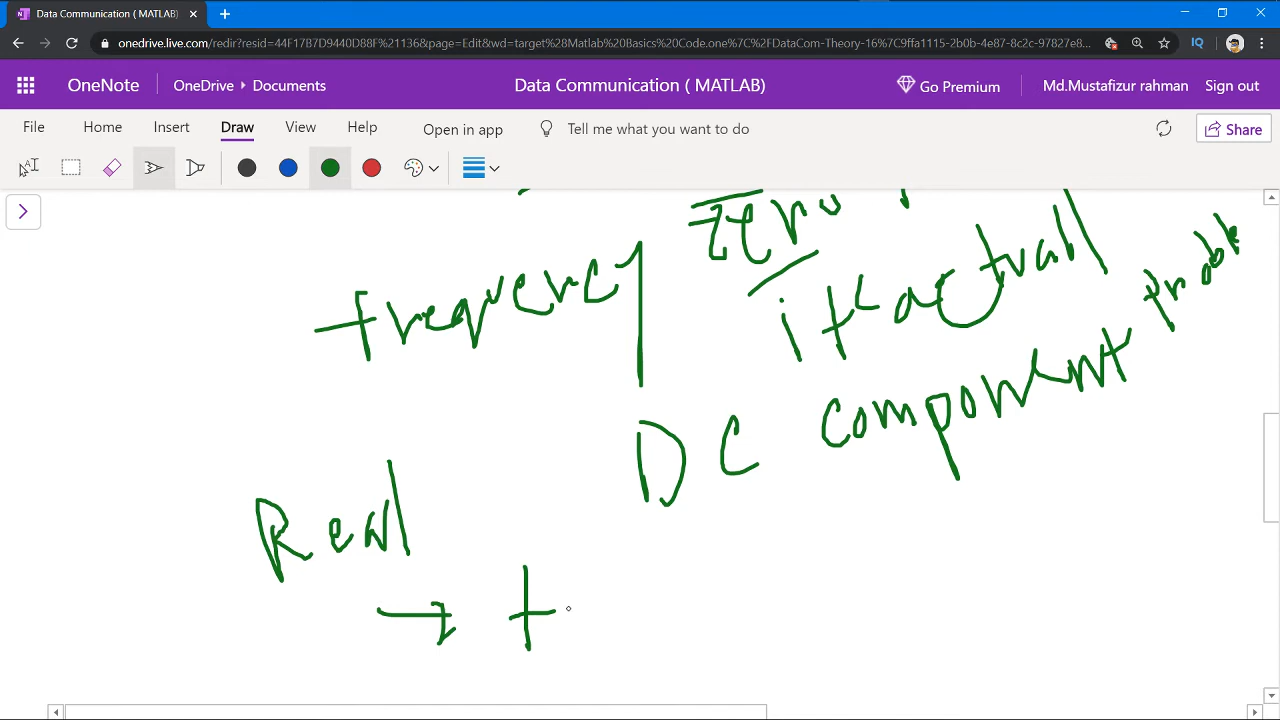 Data Communication ( MATLAB)
onedrive.live.com/redir?resid=44F17B7D9440D88F%21136&page=Edit&wd=target%28Matlab%20Basics%20Code.one%7C%2FDataCom-Theory-16%7C9ffa1115-2b0b-4e87-8c2c-97827e8...
OneNote
OneDrive
Documents
Data Communication ( MATLAB)
Go Premium
Md.Mustafizur rahman
Sign out
File
Home
Insert
Draw
View
Help
Open in app
Tell me what you want to do
Share
Zero
frequency
DC component
Real